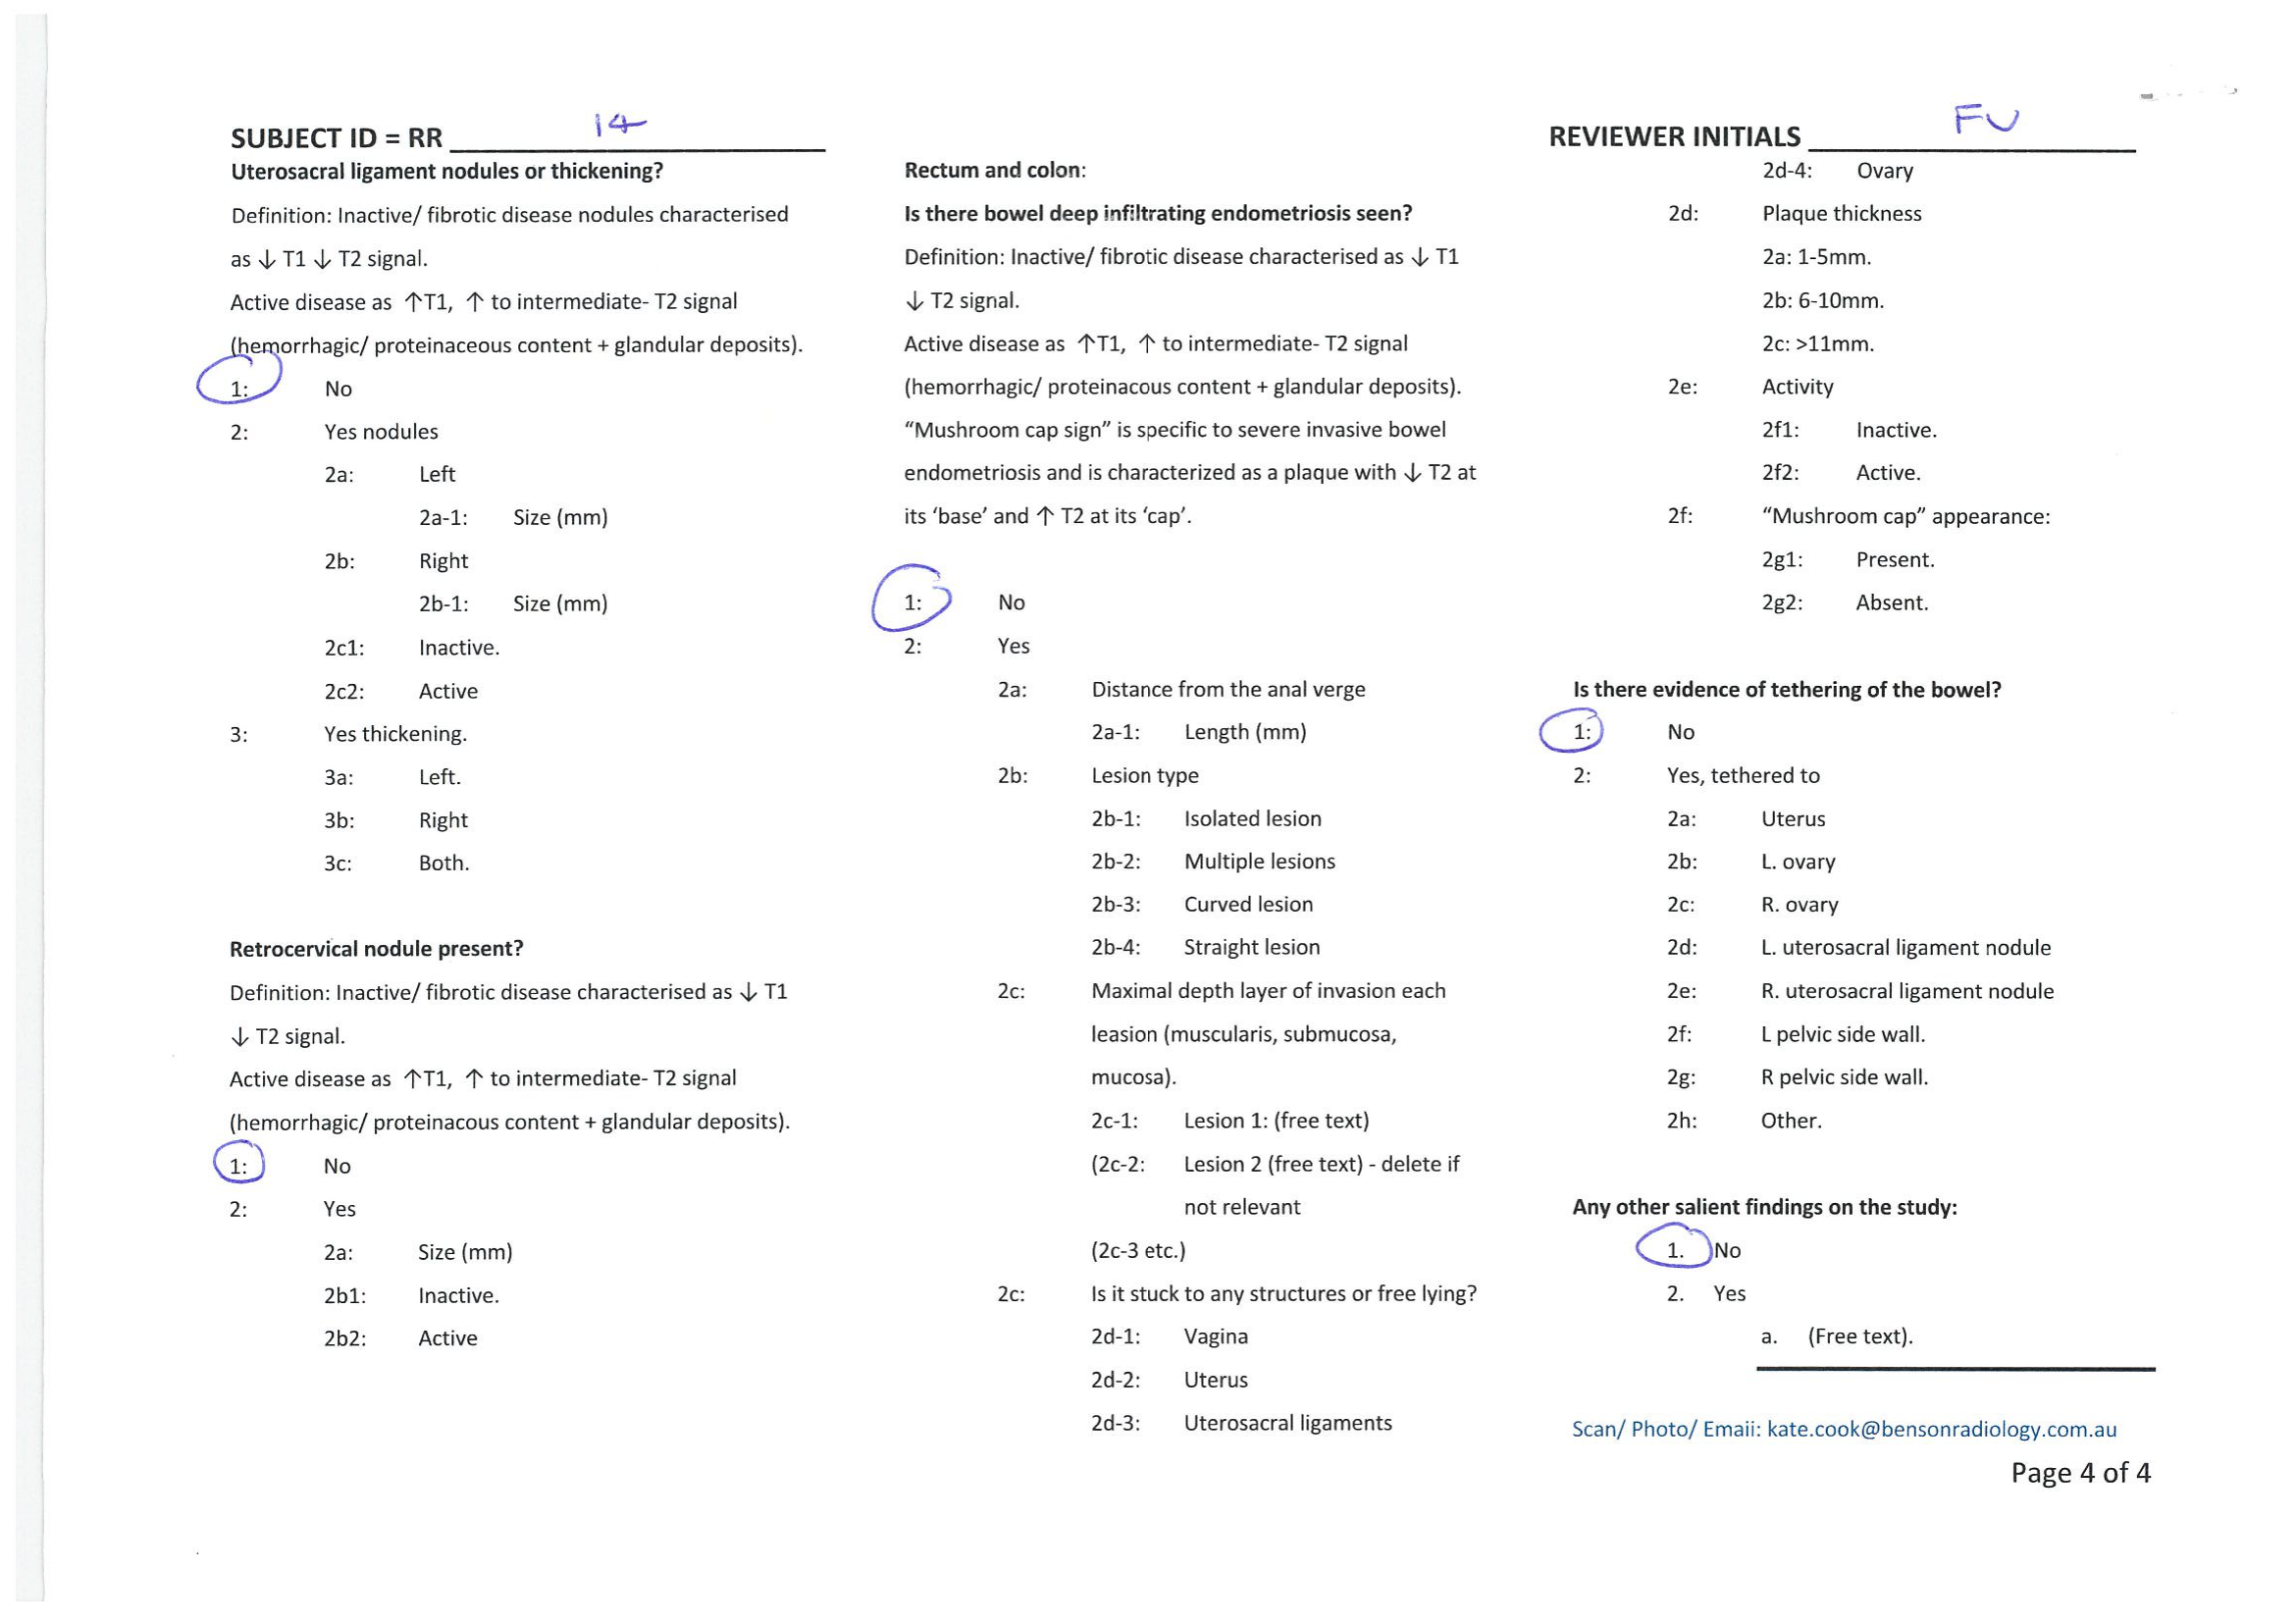 SUBJECT ID = RR 14
REVIEWER INITIALS FU
Uterosacral ligament nodules or thickening?
Definition: Inactive/ fibrotic disease nodules characterised
as ↓ T1 ↓ T2 signal.
Active disease as ↑T1, ↑ to intermediate- T2 signal
(hemorrhagic/ proteinaceous content + glandular deposits).
1: No
2: Yes nodules
2a: Left
2a-1: Size (mm)
2b: Right
2b-1: Size (mm)
2c1: Inactive.
2c2: Active
3: Yes thickening.
3a: Left.
3b: Right
3c: Both.
Retrocervical nodule present?
Definition: Inactive/ fibrotic disease characterised as ↓ T1
↓ T2 signal.
Active disease as ↑T1, ↑ to intermediate- T2 signal
(hemorrhagic/ proteinacous content + glandular deposits).
1: No
2: Yes
2a: Size (mm)
2b1: Inactive.
2b2: Active
Rectum and colon:
Is there bowel deep infiltrating endometriosis seen?
Definition: Inactive/ fibrotic disease characterised as ↓ T1
↓ T2 signal.
Active disease as ↑T1, ↑ to intermediate- T2 signal
(hemorrhagic/ proteinacous content + glandular deposits).
“Mushroom cap sign” is specific to severe invasive bowel
endometriosis and is characterized as a plaque with ↓ T2 at
its ‘base’ and ↑ T2 at its ‘cap’.
1: No
2: Yes
2a: Distance from the anal verge
2a-1: Length (mm)
2b: Lesion type
2b-1: Isolated lesion
2b-2: Multiple lesions
2b-3: Curved lesion
2b-4: Straight lesion
2c: Maximal depth layer of invasion each
leasion (muscularis, submucosa,
mucosa).
2c-1: Lesion 1: (free text)
(2c-2: Lesion 2 (free text) - delete if
not relevant
(2c-3 etc.)
2c: Is it stuck to any structures or free lying?
2d-1: Vagina
2d-2: Uterus
2d-3: Uterosacral ligaments
2d-4: Ovary
2d: Plaque thickness
2a: 1-5mm.
2b: 6-10mm.
2c: >11mm.
2e: Activity
2f1: Inactive.
2f2: Active.
2f: “Mushroom cap” appearance:
2g1: Present.
2g2: Absent.
Is there evidence of tethering of the bowel?
1: No
2: Yes, tethered to
2a: Uterus
2b: L. ovary
2c: R. ovary
2d: L. uterosacral ligament nodule
2e: R. uterosacral ligament nodule
2f: L pelvic side wall.
2g: R pelvic side wall.
2h: Other.
Any other salient findings on the study:
1. No
2. Yes
a. (Free text).
Scan/ Photo/ Email: kate.cook@bensonradiology.com.au
Page 4 of 4